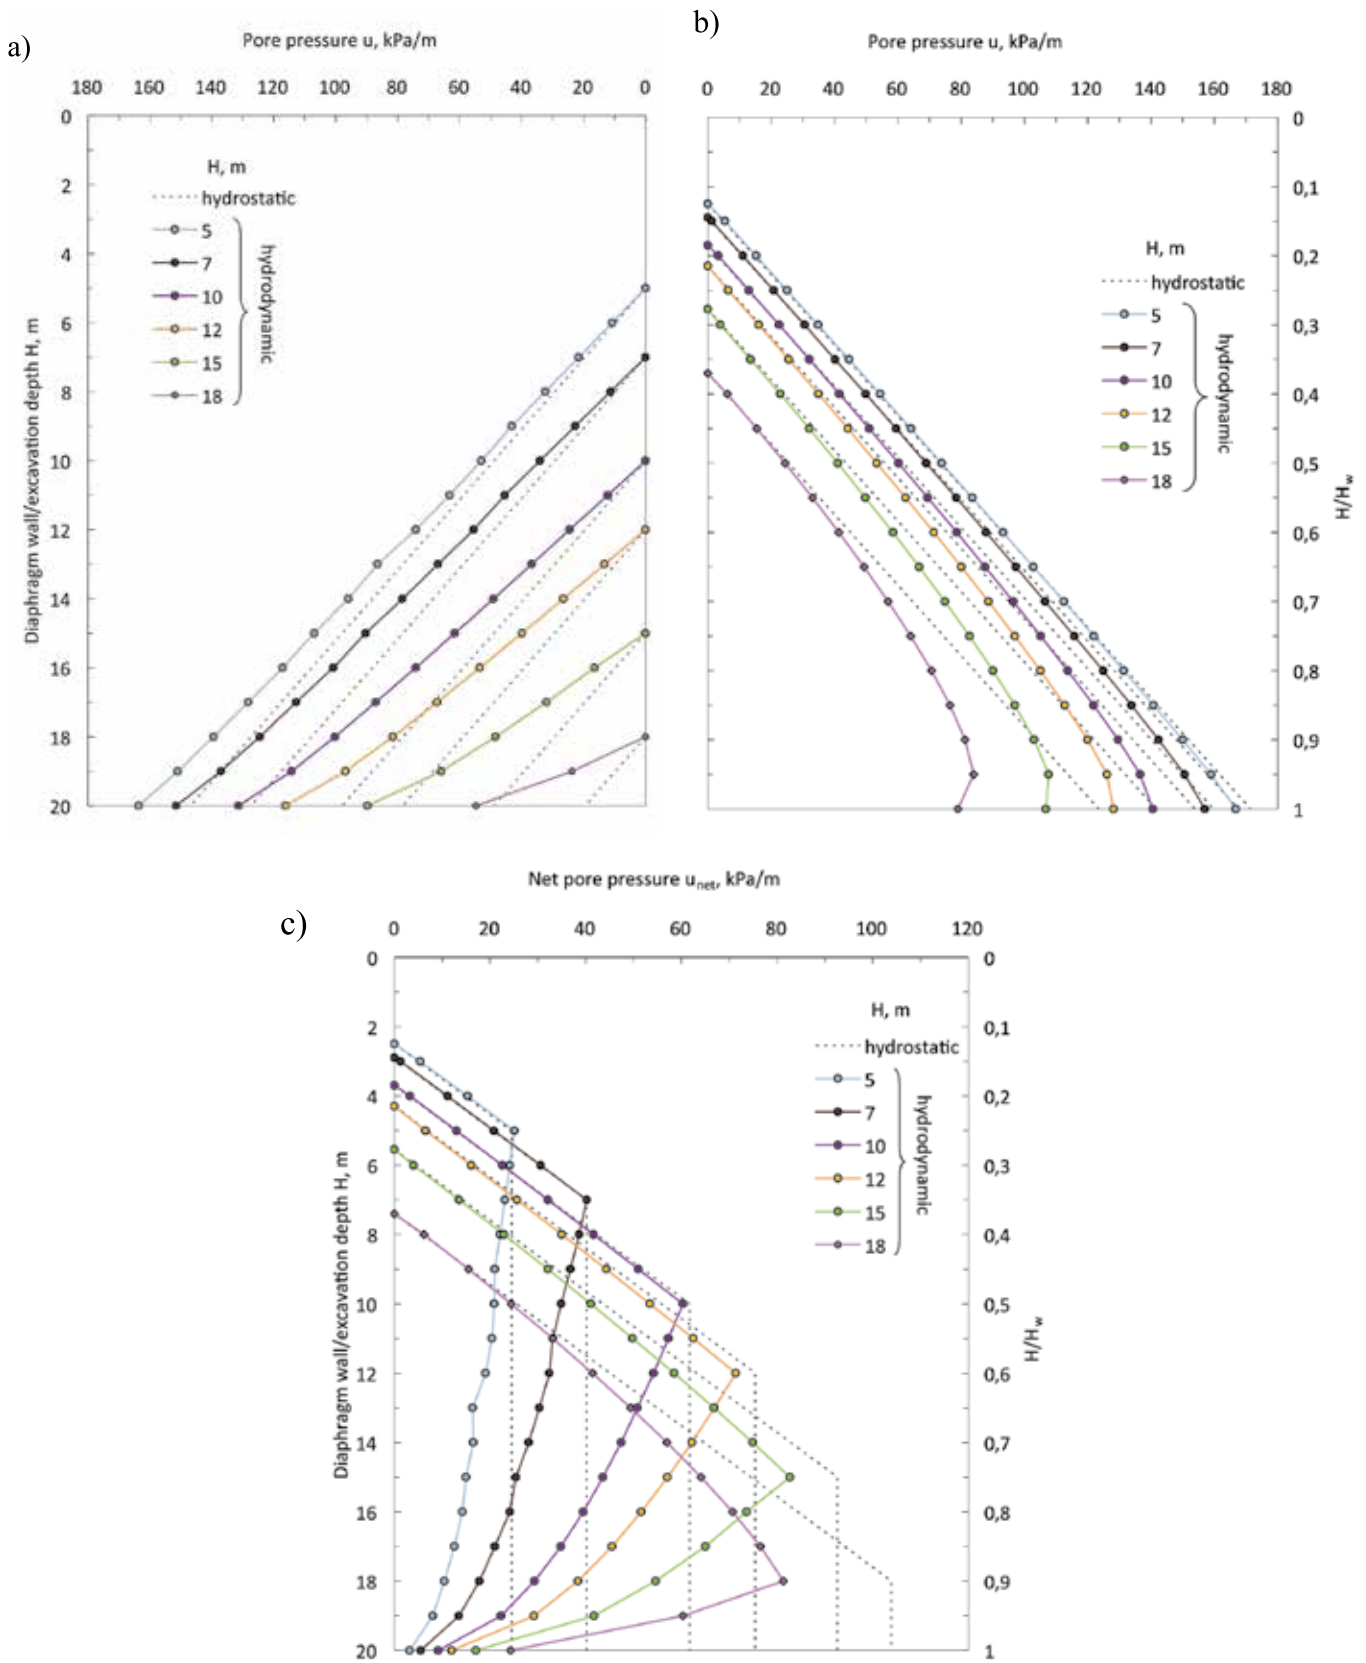 a)
Pore pressure u, kPa/m
180 160 140 120 100 80 60 40 20 0
0
2
4
6
8
10
12
14
16
18
20
Diaphragm wall/excavation depth H, m
H, m
hydrostatic
5
7
10
12
15
18
hydrodynamic
b)
Pore pressure u, kPa/m
0 20 40 60 80 100 120 140 160 180
0
0,1
0,2
0,3
0,4
0,5
0,6
0,7
0,8
0,9
1
H/Hw
H, m
hydrostatic
5
7
10
12
15
18
hydrodynamic
c)
Net pore pressure unet, kPa/m
0 20 40 60 80 100 120
0
2
4
6
8
10
12
14
16
18
20
Diaphragm wall/excavation depth H, m
H, m
hydrostatic
5
7
10
12
15
18
hydrodynamic
0
0,1
0,2
0,3
0,4
0,5
0,6
0,7
0,8
0,9
1
H/Hw